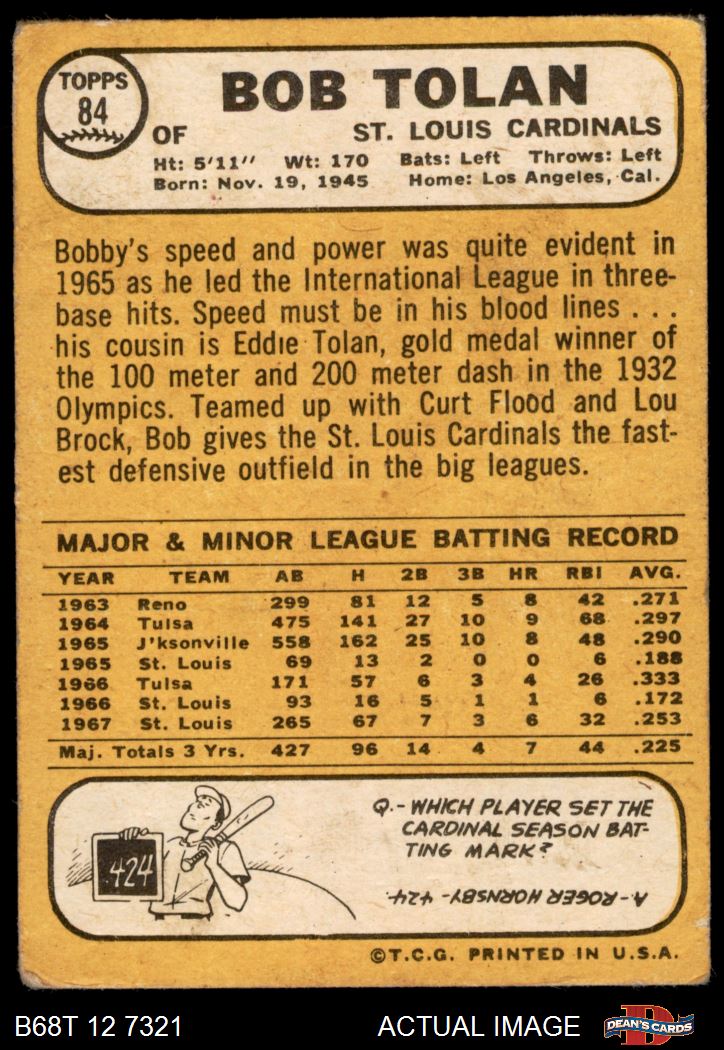 TOPPS
84
BOB TOLAN
OF
ST. LOUIS CARDINALS
Ht: 5'11" Wt: 170 Bats: Left Throws: Left
Born: Nov. 19, 1945 Home: Los Angeles, Cal.
Bobby's speed and power was quite evident in
1965 as he led the International League in three-
base hits. Speed must be in his blood lines . . .
his cousin is Eddie Tolan, gold medal winner of
the 100 meter and 200 meter dash in the 1932
Olympics. Teamed up with Curt Flood and Lou
Brock, Bob gives the St. Louis Cardinals the fast-
est defensive outfield in the big leagues.
MAJOR & MINOR LEAGUE BATTING RECORD
YEAR TEAM AB H 2B 3B HR RBI AVG.
1963 Reno 299 81 12 5 8 42 .271
1964 Tulsa 475 141 27 10 9 68 .297
1965 J'ksonville 558 162 25 10 8 48 .290
1965 St. Louis 69 13 2 0 0 6 .188
1966 Tulsa 171 57 6 3 4 26 .333
1966 St. Louis 93 16 5 1 1 6 .172
1967 St. Louis 265 67 7 3 6 32 .253
Maj. Totals 3 Yrs. 427 96 14 4 7 44 .225
.424
Q.- WHICH PLAYER SET THE
CARDINAL SEASON BAT-
TING MARK?
A- ROGER HORNSBY - .424.
©T.C.G. PRINTED IN U.S.A.
B68T 12 7321
ACTUAL IMAGE
D
DEAN'S CARDS